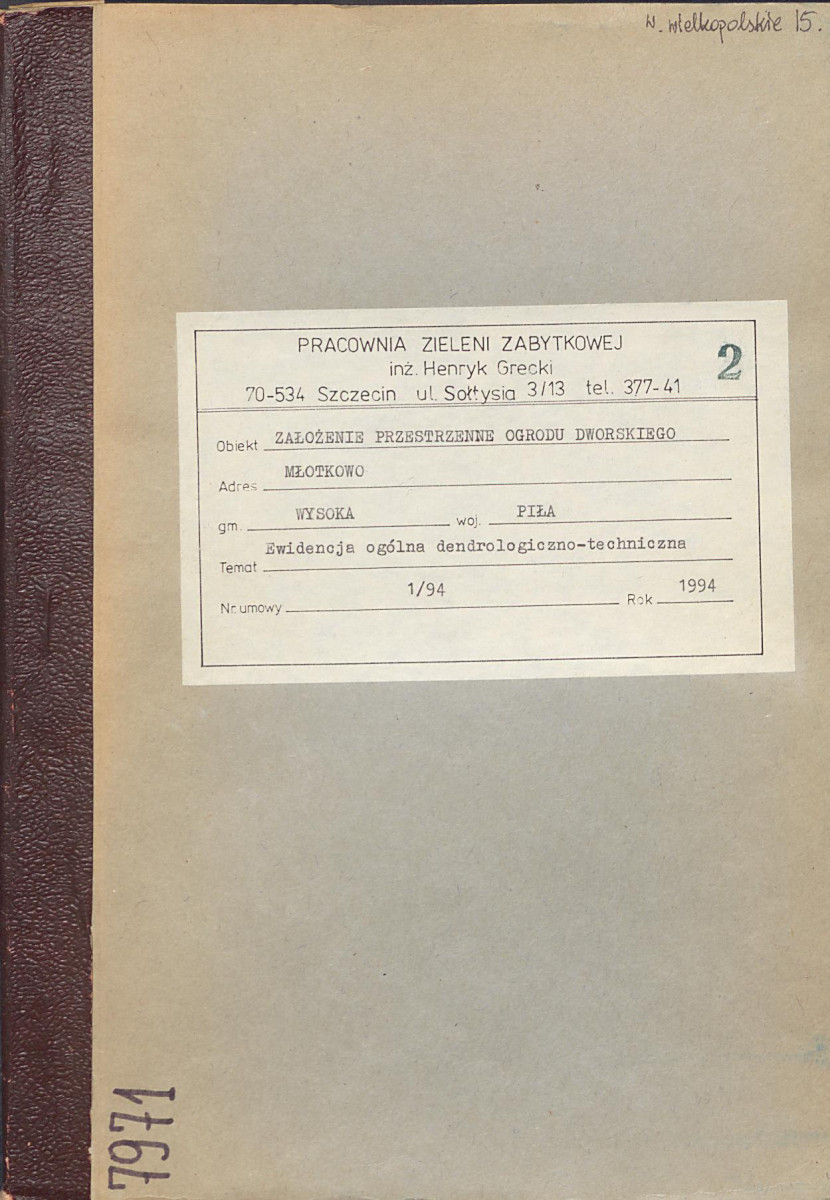 w. wielkopolskie 15.
PRACOWNIA ZIELENI ZABYTKOWEJ
inż. Henryk Grecki
2
70-534 Szczecin ul. Sołtysia 3/13 tel. 377-41
Obiekt ZAŁOŻENIE PRZESTRZENNE OGRODU DWORSKIEGO
Adres MŁOTKOWO
gm. WYSOKA woj. PIŁA
Temat Ewidencja ogólna dendrologiczno-techniczna
Nr umowy 1/94 Rok 1994
7971